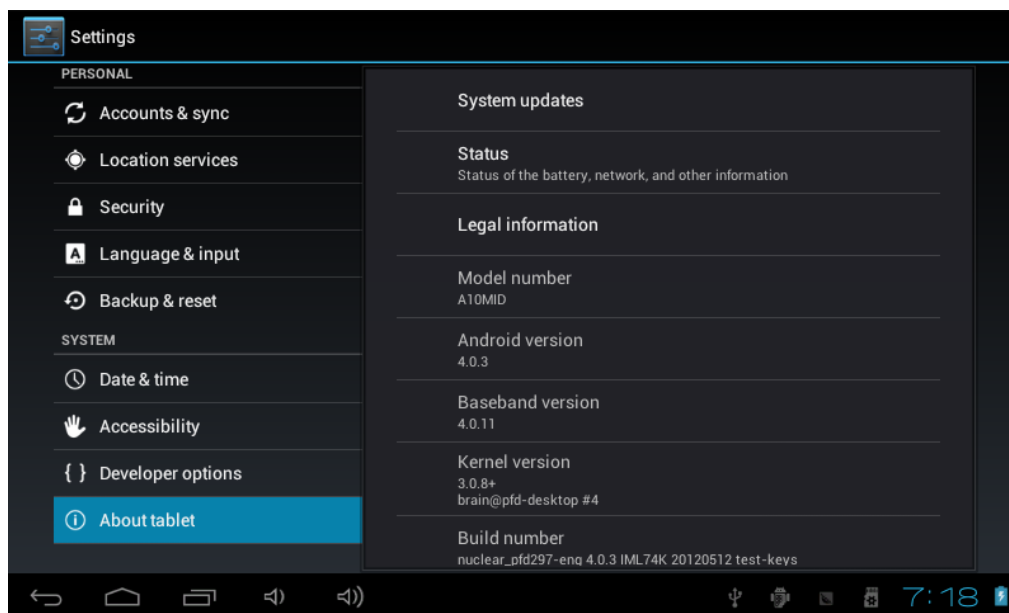 Settings
PERSONAL
Accounts & sync
Location services
Security
Language & input
Backup & reset
SYSTEM
Date & time
Accessibility
{ } Developer options
About tablet
System updates
Status
Status of the battery, network, and other information
Legal information
Model number
A10MID
Android version
4.0.3
Baseband version
4.0.11
Kernel version
3.0.8+
brain@pfd-desktop #4
Build number
nuclear_pfd297-eng 4.0.3 IML74K 20120512 test-keys
7:18